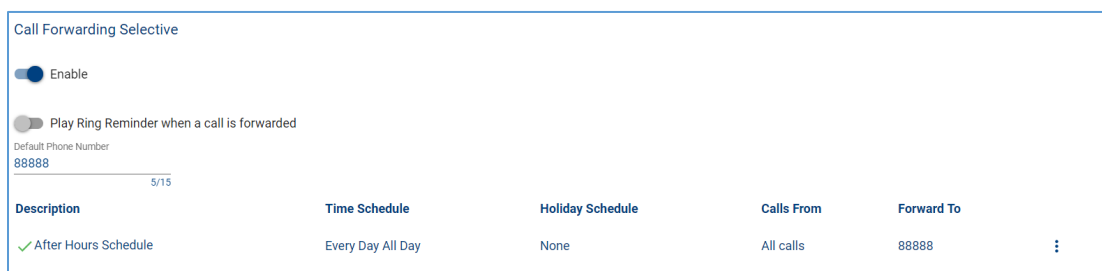 Call Forwarding Selective
Enable
Play Ring Reminder when a call is forwarded
Default Phone Number
88888
5/15
Description Time Schedule Holiday Schedule Calls From Forward To
After Hours Schedule Every Day All Day None All calls 88888